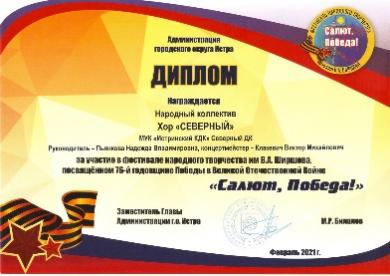 Администрация
городского округа Истра
Салют,
Победа!
ДИПЛОМ
Награждается
Народный коллектив
Хор «СЕВЕРНЫЙ»
МУК «Истринский КДК» Северный ДК
Руководитель – Пьянкова Надежда Владимировна, концертмейстер – Виктор Михайлович
за участие в фестивале народного творчества им В.А. Ширшова,
посвящённом 76-й годовщине Победы в Великой Отечественной Войне
«Салют, Победа!»
Заместитель Главы
Администрации г.о. Истра
М.Р.
Февраль 2021 г.